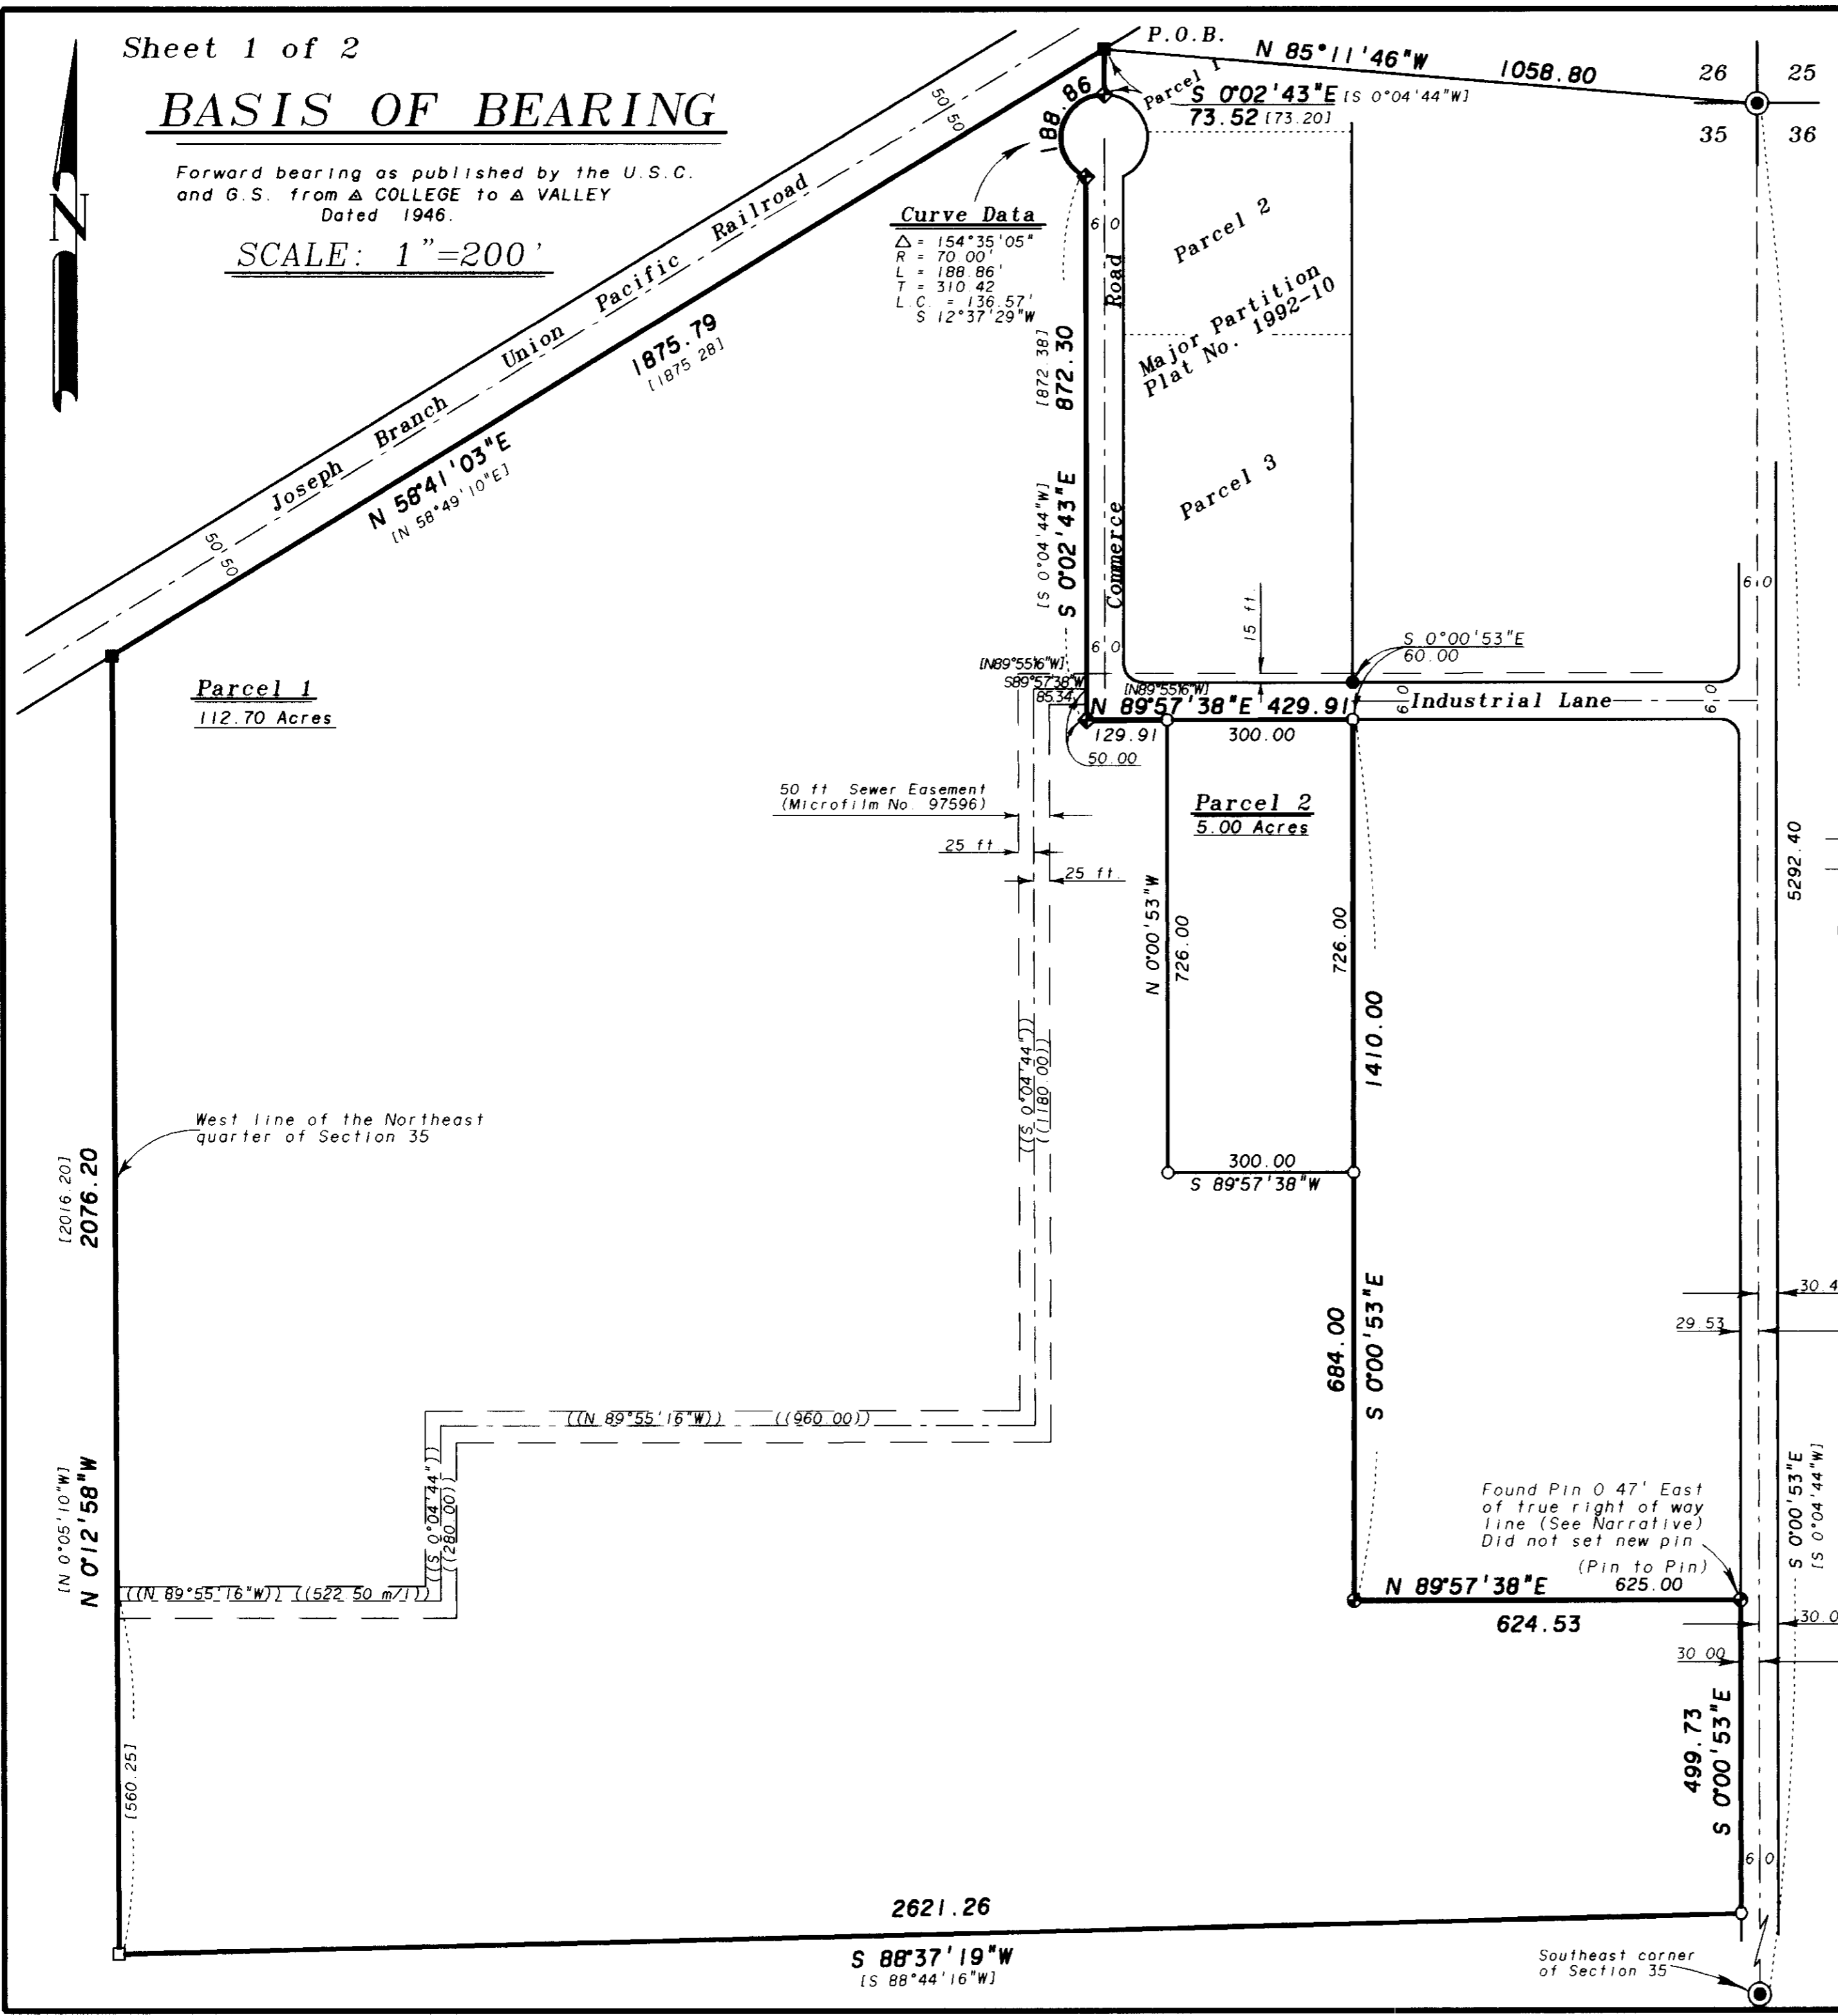 Sheet 1 of 2
BASIS OF BEARING
Forward bearing as published by the U.S.C.
and G.S. from △ COLLEGE to △ VALLEY
Dated 1946.
SCALE: 1"=200'
N
P.O.B.
N 85°11'46"W
1058.80
26
25
35
36
Parcel 1
S 0°02'43"E [S 0°04'44"W]
73.52 [73.20]
188.86
50' 50
Curve Data
△ = 154°35'05"
R = 70.00'
L = 188.86'
T = 310.42
L.C. = 136.57'
S 12°37'29"W
Joseph Branch Union Pacific Railroad
1875.79
[1875.28]
N 58°41'03"E
[N 58°49'10"E]
50' 50
60
Commerce Road
60
[872.38]
872.30
[S 0°04'44"W]
S 0°02'43"E
Parcel 2
Major Partition
Plat No. 1992-10
Parcel 3
15 ft.
S 0°00'53"E
60.00
60
Industrial Lane
60
60
[N89°55'16"W]
S89°57'38"W
85.34
[N89°55'16"W]
N 89°57'38"E 429.91
129.91
300.00
50.00
Parcel 1
112.70 Acres
50 ft Sewer Easement
(Microfilm No. 97596)
25 ft
25 ft.
Parcel 2
5.00 Acres
N 0°00'53"W
726.00
726.00
1410.00
300.00
S 89°57'38"W
5292.40
((S 0°04'44"))
((1180.00))
West line of the Northeast
quarter of Section 35
[2016.20]
2076.20
[N 0°05'10"W]
N 0°12'58"W
((N 89°55'16"W)) ((960.00))
((S 0°04'44"))
((280.00))
((N 89°55'16"W)) ((522.50 m/l))
[560.25]
684.00
S 0°00'53"E
30.4
29.53
Found Pin 0.47' East
of true right of way
line (See Narrative)
Did not set new pin
(Pin to Pin)
N 89°57'38"E 625.00
624.53
30.0
30.00
S 0°00'53"E
[S 0°04'44"W]
499.73
S 0°00'53"E
60
2621.26
S 88°37'19"W
[S 88°44'16"W]
Southeast corner
of Section 35